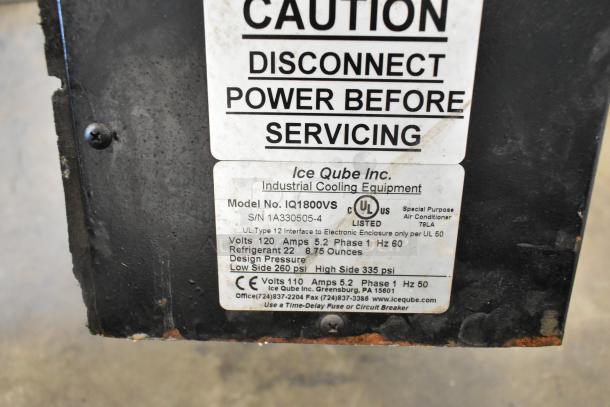 CAUTION
DISCONNECT
POWER BEFORE
SERVICING
Ice Qube Inc.
Industrial Cooling Equipment
Model No. IQ1800VS
S/N 1A330505-4
C UL US
LISTED
Special Purpose
Air Conditioner
79LA
UL Type 12 Interface to Electronic Enclosure only per UL 50
Volts 120 Amps 5.2 Phase 1 Hz 60
Refrigerant 22 8.75 Ounces
Design Pressure
Low Side 260 psi High Side 335 psi
CE Volts 110 Amps 5.2 Phase 1 Hz 50
Ice Qube Inc. Greensburg, PA 15601
Office(724)837-2204 Fax (724)837-3386 www.iceqube.com
Use a Time-Delay Fuse or Circuit Breaker